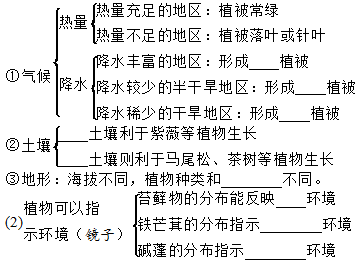 热量充足的地区：植被常绿
热量
热量不足的地区：植被落叶或针叶
①气候
降水丰富的地区：形成____植被
降水
降水较少的半干旱地区：形成____植被
降水稀少的干旱地区：形成____植被
____土壤利于紫薇等植物生长
②土壤
____土壤则利于马尾松、茶树等植物生长
③地形：海拔不同，植物种类和________不同。
苔藓物的分布能反映____环境
(2)植物可以指示环境（镜子）
铁芒萁的分布指示________环境
碱蓬的分布指示____环境